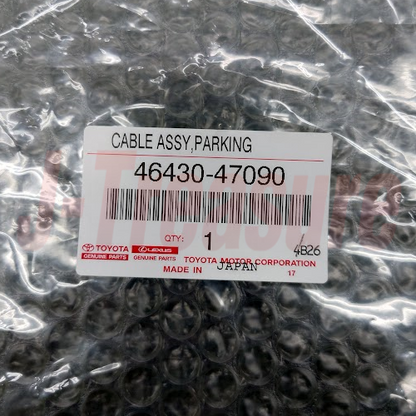 CABLE ASSY,PARKING
46430-47090
QTY: 1
4B26
TOYOTA LEXUS
GENUINE PARTS GENUINE PARTS TOYOTA MOTOR CORPORATION
MADE IN JAPAN 17